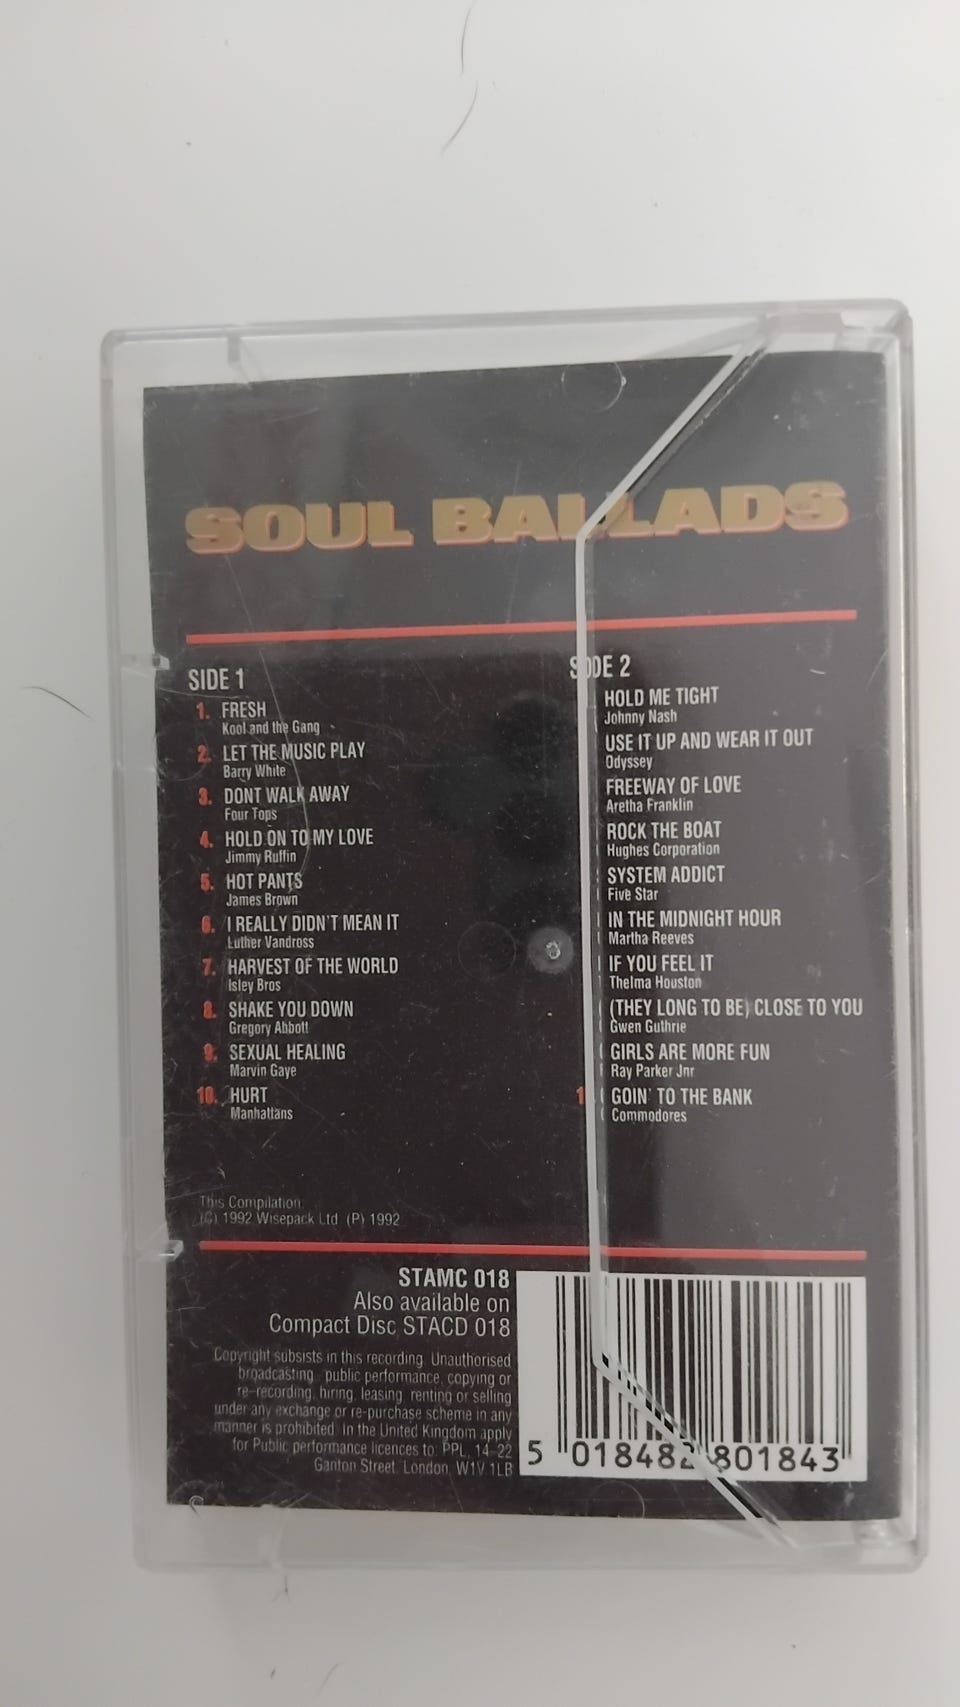 SOUL BALLADS
SIDE 1
1. FRESH
Kool and the Gang
2. LET THE MUSIC PLAY
Barry White
3. DONT WALK AWAY
Four Tops
4. HOLD ON TO MY LOVE
Jimmy Ruffin
5. HOT PANTS
James Brown
6. I REALLY DIDN'T MEAN IT
Luther Vandross
7. HARVEST OF THE WORLD
Isley Bros
8. SHAKE YOU DOWN
Gregory Abbott
9. SEXUAL HEALING
Marvin Gaye
10. HURT
Manhattans
SIDE 2
HOLD ME TIGHT
Johnny Nash
USE IT UP AND WEAR IT OUT
Odyssey
FREEWAY OF LOVE
Aretha Franklin
ROCK THE BOAT
Hughes Corporation
SYSTEM ADDICT
Five Star
IN THE MIDNIGHT HOUR
Martha Reeves
IF YOU FEEL IT
Thelma Houston
(THEY LONG TO BE) CLOSE TO YOU
Gwen Guthrie
GIRLS ARE MORE FUN
Ray Parker Jnr
GOIN' TO THE BANK
Commodores
This Compilation:
(C) 1992 Wisepack Ltd (P) 1992
STAMC 018
Also available on
Compact Disc STACD 018
Copyright subsists in this recording. Unauthorised
broadcasting, public performance, copying or
re-recording, hiring, leasing, renting or selling
under any exchange or re-purchase scheme in any
manner is prohibited. In the United Kingdom apply
for Public performance licences to: PPL, 14-22
Ganton Street, London, W1V 1LB
5 018482 801843